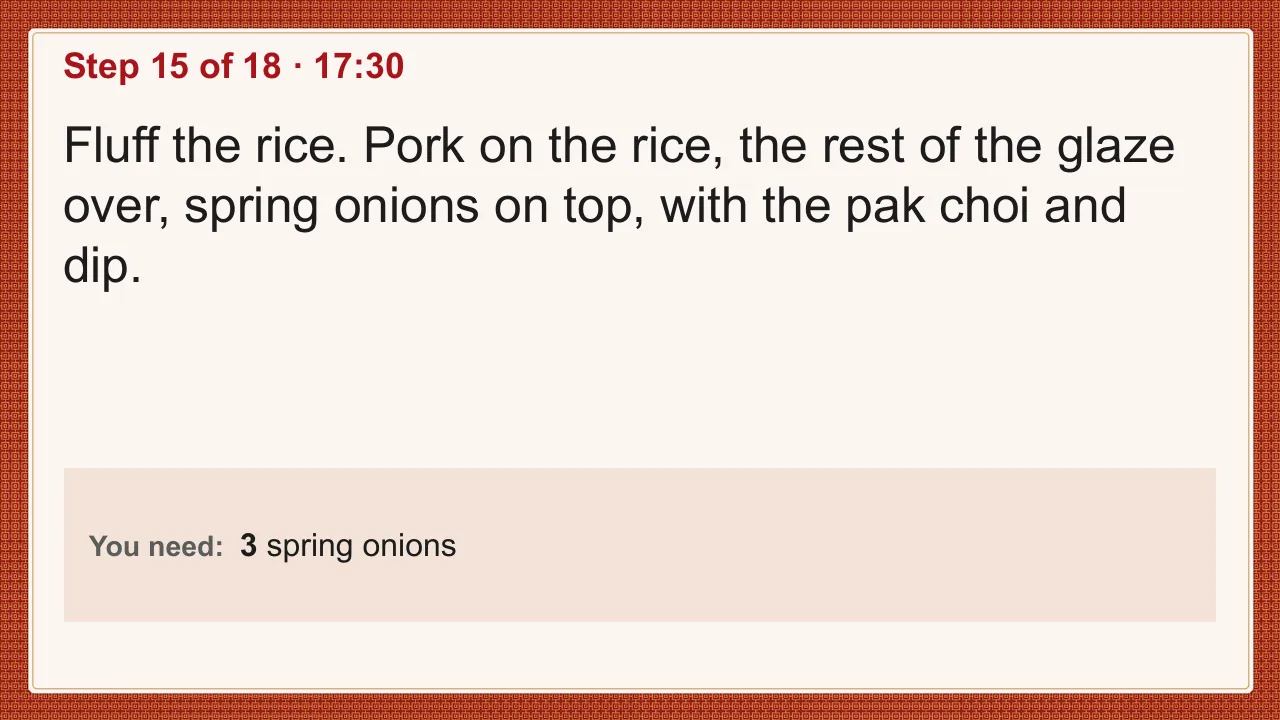 Step 15 of 18 · 17:30
Fluff the rice. Pork on the rice, the rest of the glaze
over, spring onions on top, with the pak choi and
dip.
You need: 3 spring onions